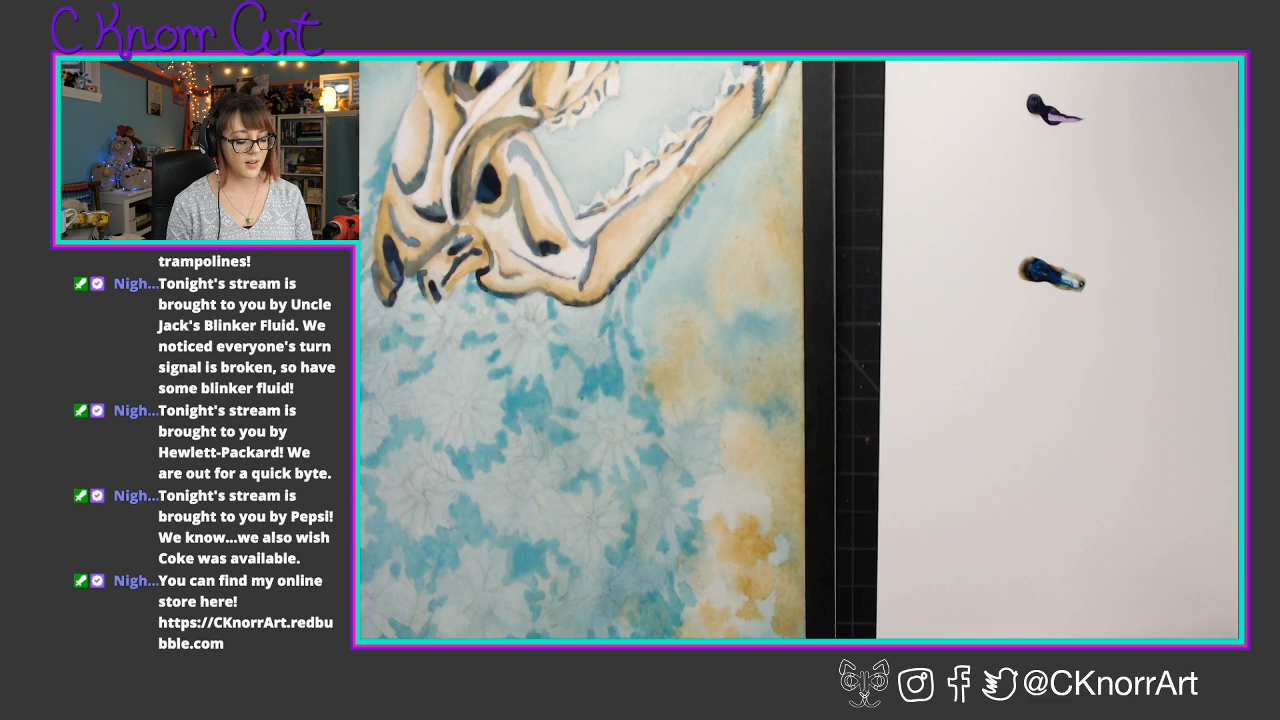 CKnorr Art
trampolines!
Nigh... Tonight's stream is
brought to you by Uncle
Jack's Blinker Fluid. We
noticed everyone's turn
signal is broken, so have
some blinker fluid!
Nigh... Tonight's stream is
brought to you by
Hewlett-Packard! We
are out for a quick byte.
Nigh... Tonight's stream is
brought to you by Pepsi!
We know...we also wish
Coke was available.
Nigh... You can find my online
store here!
https://CKnorrArt.redbu
bble.com
@CKnorrArt